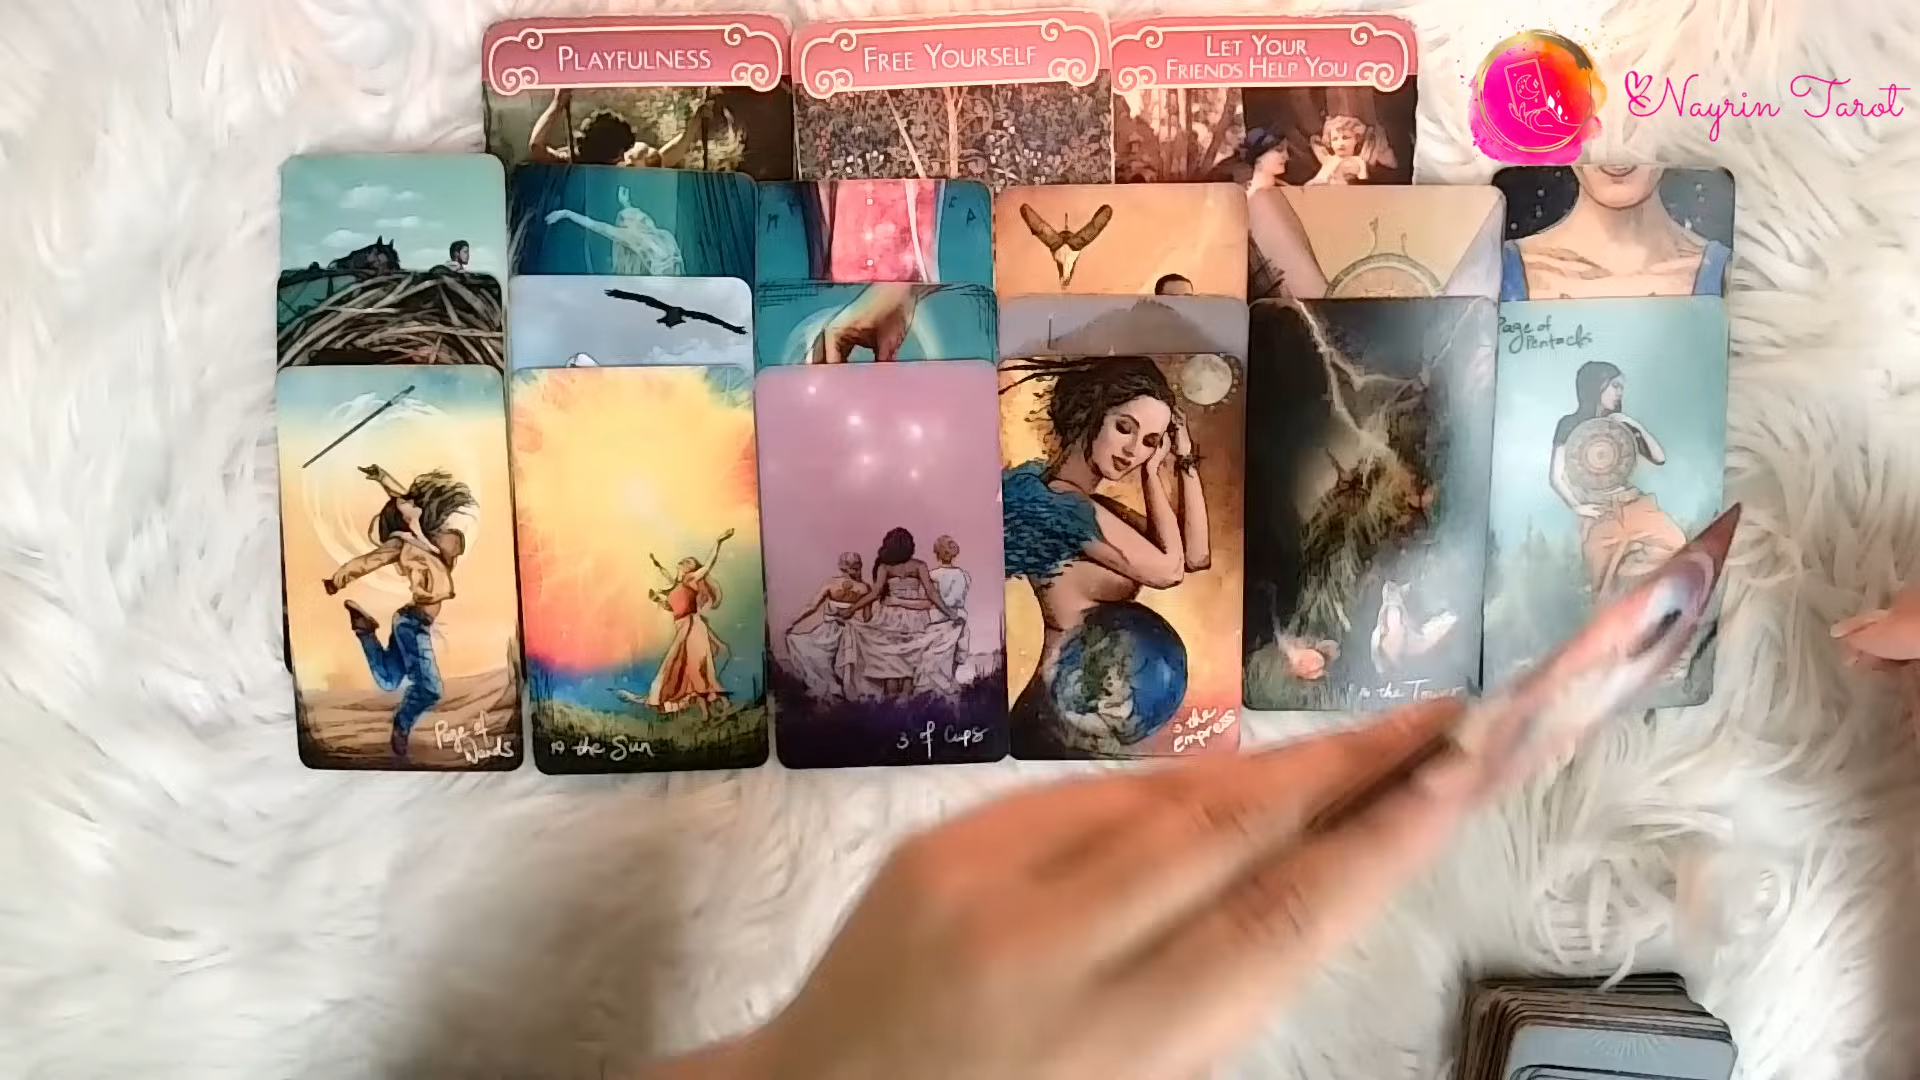 PLAYFULNESS
FREE YOURSELF
LET YOUR
FRIENDS HELP YOU
Nayrin Tarot
Page of
Pentacls
Page of
Wands
19 the Sun
3 of Cups
3 the
Empress
the Tower